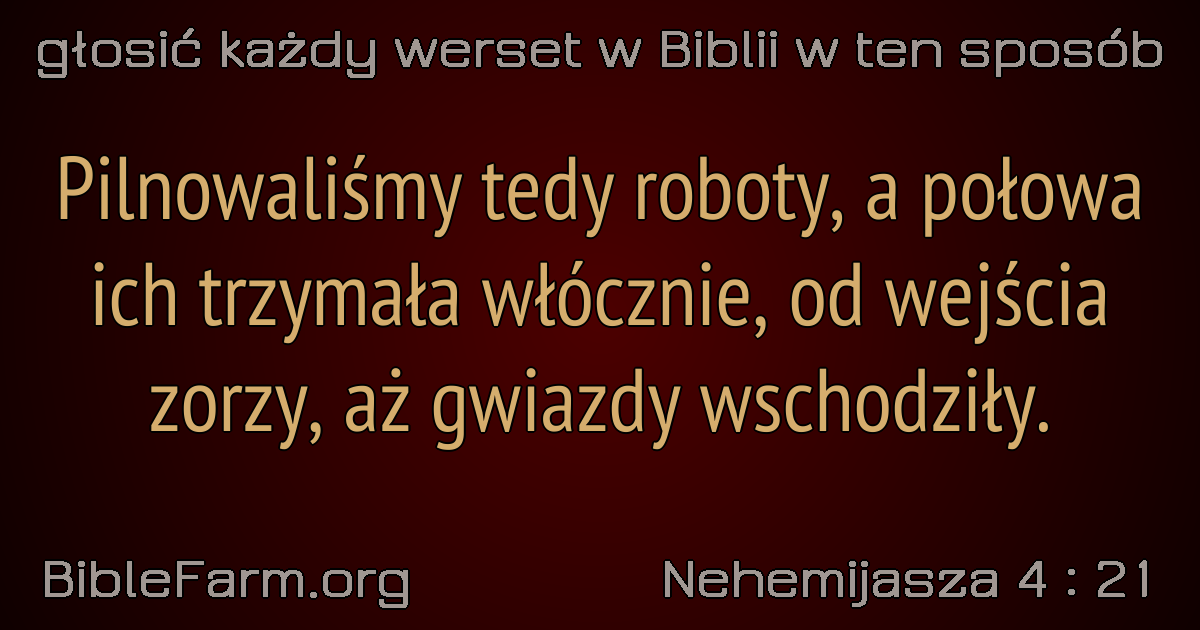 głosić każdy werset w Biblii w ten sposób
Pilnowaliśmy tedy roboty, a połowa
ich trzymała włócznie, od wejścia
zorzy, aż gwiazdy wschodziły.
BibleFarm.org
Nehemijasza 4 : 21